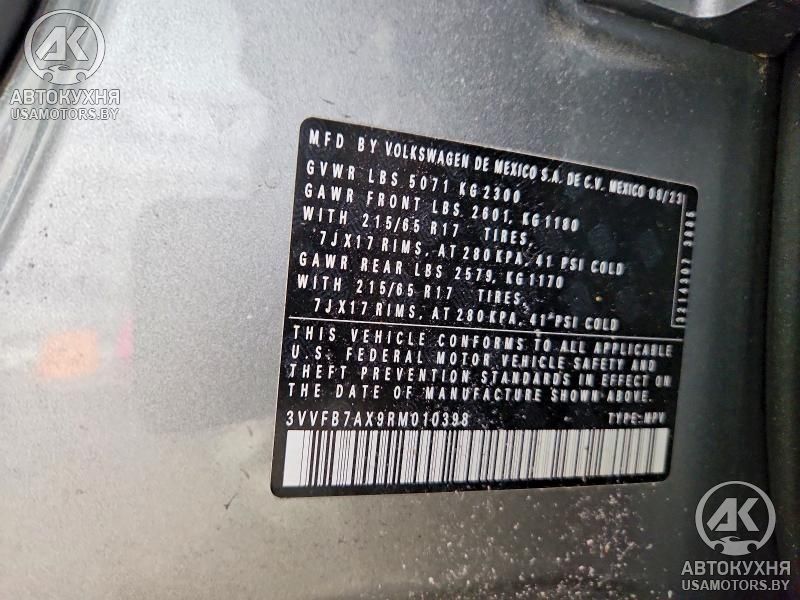 AK
АВТОКУХНЯ
USAMOTORS.BY
MFD BY VOLKSWAGEN DE MEXICO S.A. DE C.V. MEXICO 08/23
GVWR LBS 5071 KG 2300
GAWR FRONT LBS 2601, KG 1180
WITH 215/65 R17 TIRES,
7JX17 RIMS, AT 280 KPA, 41 PSI COLD
GAWR REAR LBS 2579, KG 1170
WITH 215/65 R17 TIRES,
7JX17 RIMS, AT 280 KPA, 41 PSI COLD
THIS VEHICLE CONFORMS TO ALL APPLICABLE
U.S. FEDERAL MOTOR VEHICLE SAFETY AND
THEFT PREVENTION STANDARDS IN EFFECT ON
THE DATE OF MANUFACTURE SHOWN ABOVE.
3VVFB7AX9RM010398 TYPE: MPV
AK
АВТОКУХНЯ
USAMOTORS.BY